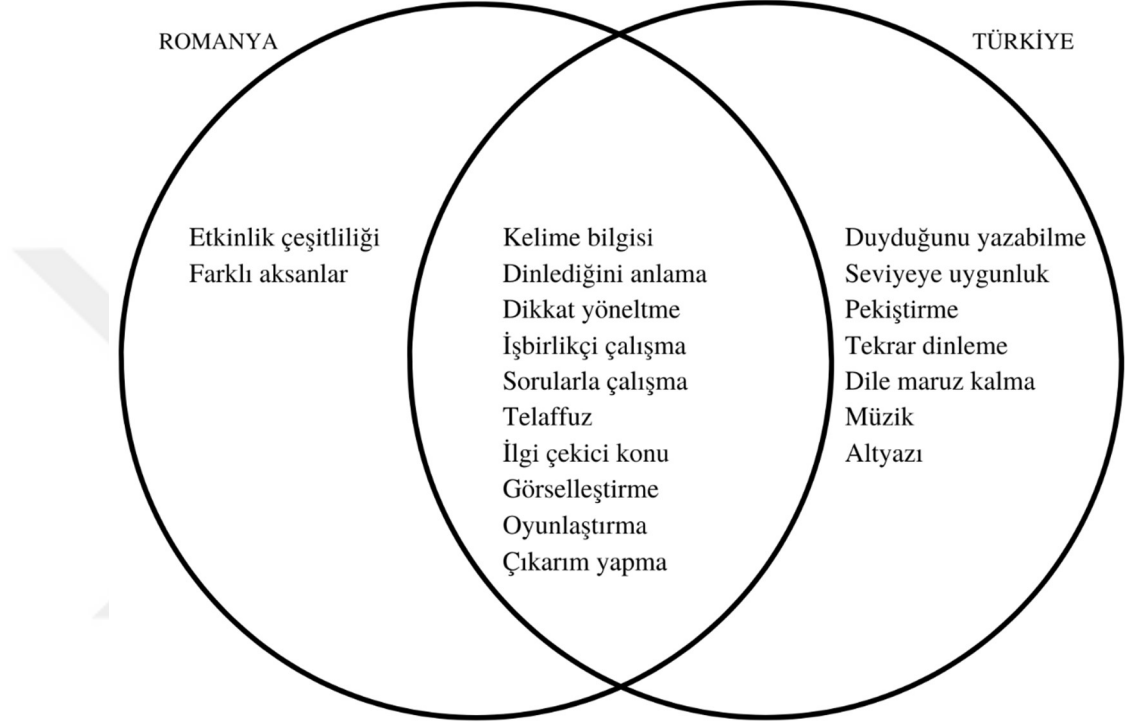 ROMANYA
TÜRKİYE
Etkinlik çeşitliliği
Farklı aksanlar
Kelime bilgisi
Dinlediğini anlama
Dikkat yöneltme
İşbirlikçi çalışma
Sorularla çalışma
Telaffuz
İlgi çekici konu
Görselleştirme
Oyunlaştırma
Çıkarım yapma
Duyduğunu yazabilme
Seviyeye uygunluk
Pekiştirme
Tekrar dinleme
Dile maruz kalma
Müzik
Altyazı